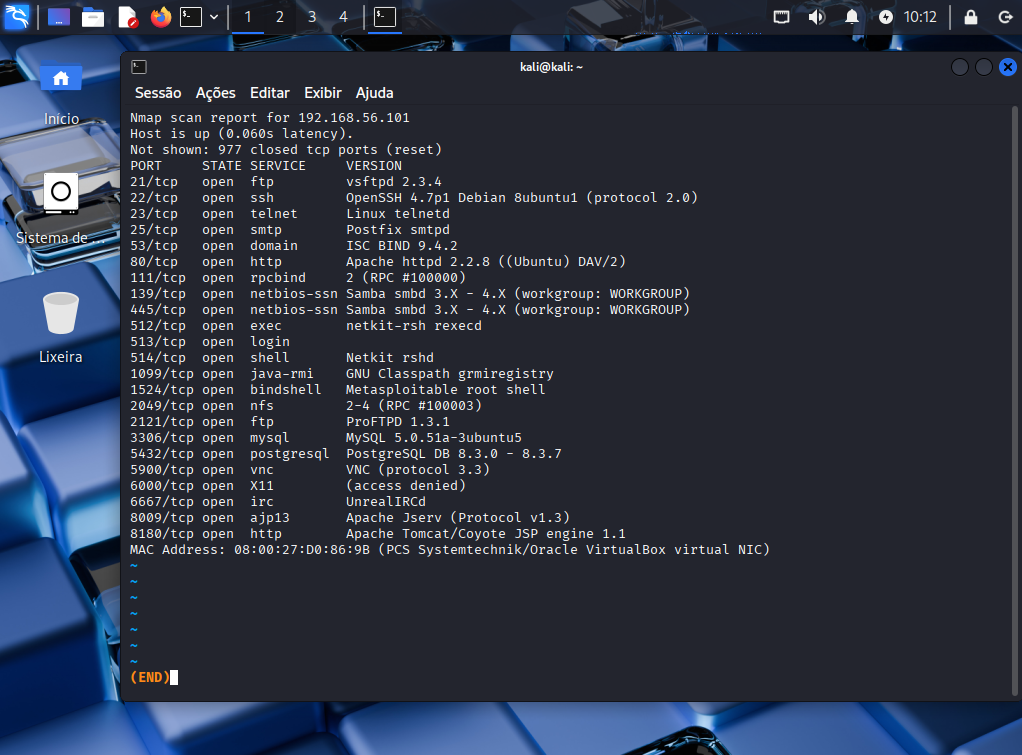 1 2 3 4 10:12
Início
Sistema de ...
Lixeira
kali@kali: ~
Sessão Ações Editar Exibir Ajuda
Nmap scan report for 192.168.56.101
Host is up (0.060s latency).
Not shown: 977 closed tcp ports (reset)
PORT     STATE SERVICE     VERSION
21/tcp   open  ftp         vsftpd 2.3.4
22/tcp   open  ssh         OpenSSH 4.7p1 Debian 8ubuntu1 (protocol 2.0)
23/tcp   open  telnet      Linux telnetd
25/tcp   open  smtp        Postfix smtpd
53/tcp   open  domain      ISC BIND 9.4.2
80/tcp   open  http        Apache httpd 2.2.8 ((Ubuntu) DAV/2)
111/tcp  open  rpcbind     2 (RPC #100000)
139/tcp  open  netbios-ssn Samba smbd 3.X - 4.X (workgroup: WORKGROUP)
445/tcp  open  netbios-ssn Samba smbd 3.X - 4.X (workgroup: WORKGROUP)
512/tcp  open  exec        netkit-rsh rexecd
513/tcp  open  login
514/tcp  open  shell       Netkit rshd
1099/tcp open  java-rmi    GNU Classpath grmiregistry
1524/tcp open  bindshell   Metasploitable root shell
2049/tcp open  nfs         2-4 (RPC #100003)
2121/tcp open  ftp         ProFTPD 1.3.1
3306/tcp open  mysql       MySQL 5.0.51a-3ubuntu5
5432/tcp open  postgresql  PostgreSQL DB 8.3.0 - 8.3.7
5900/tcp open  vnc         VNC (protocol 3.3)
6000/tcp open  X11         (access denied)
6667/tcp open  irc         UnrealIRCd
8009/tcp open  ajp13       Apache Jserv (Protocol v1.3)
8180/tcp open  http        Apache Tomcat/Coyote JSP engine 1.1
MAC Address: 08:00:27:D0:86:9B (PCS Systemtechnik/Oracle VirtualBox virtual NIC)
~
~
~
~
~
~
~
(END)